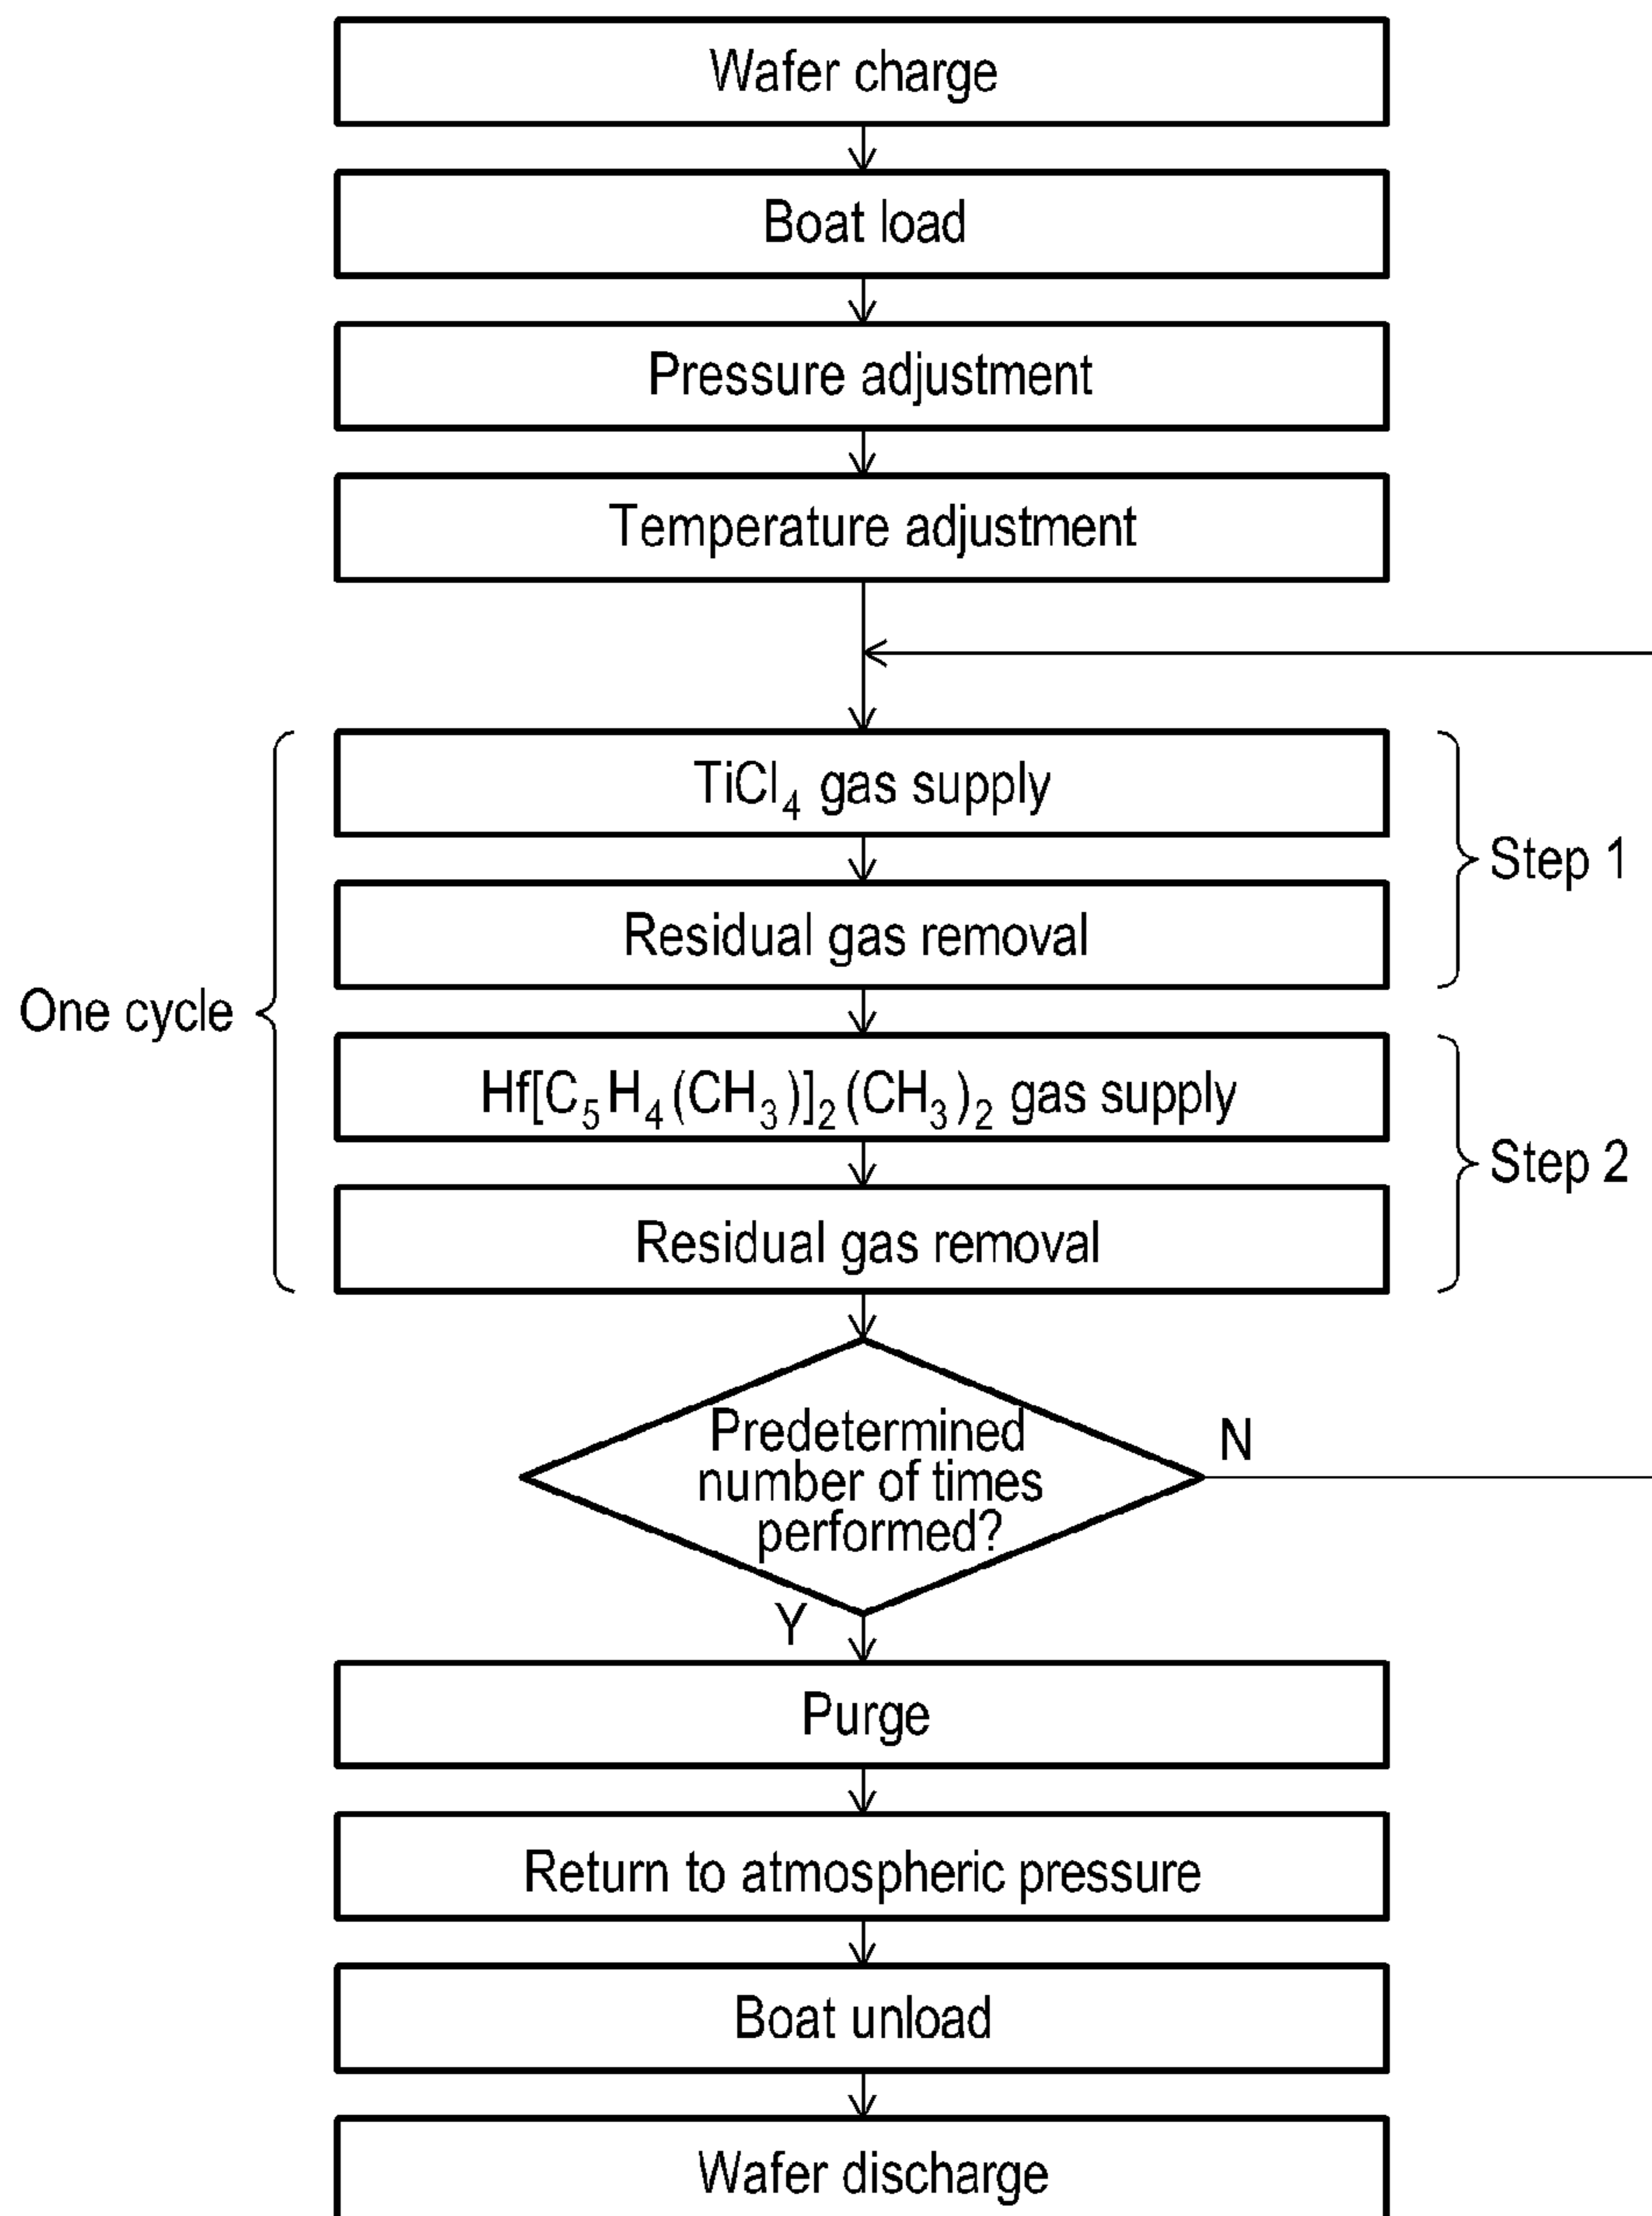 Wafer charge
Boat load
Pressure adjustment
Temperature adjustment
TiCl₄ gas supply
Step 1
Residual gas removal
One cycle
Hf[C₅H₄(CH₃)]₂(CH₃)₂ gas supply
Step 2
Residual gas removal
Predetermined
number of times
performed?
N
Y
Purge
Return to atmospheric pressure
Boat unload
Wafer discharge